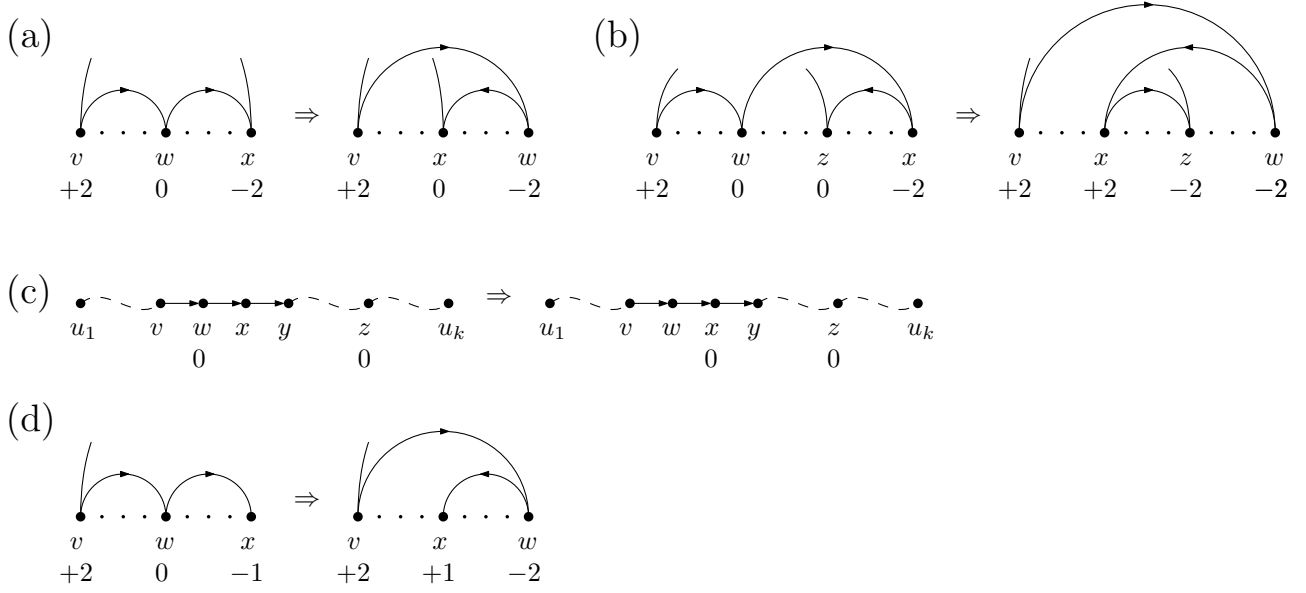 (a) ⇒ (b) ⇒
v w x v x w v w z x v x z w
+2 0 −2 +2 0 −2 +2 0 0 −2 +2 +2 −2 −2
(c) ⇒
u₁ v w x y z uₖ u₁ v w x y z uₖ
0 0 0 0
(d) ⇒
v w x v x w
+2 0 −1 +2 +1 −2